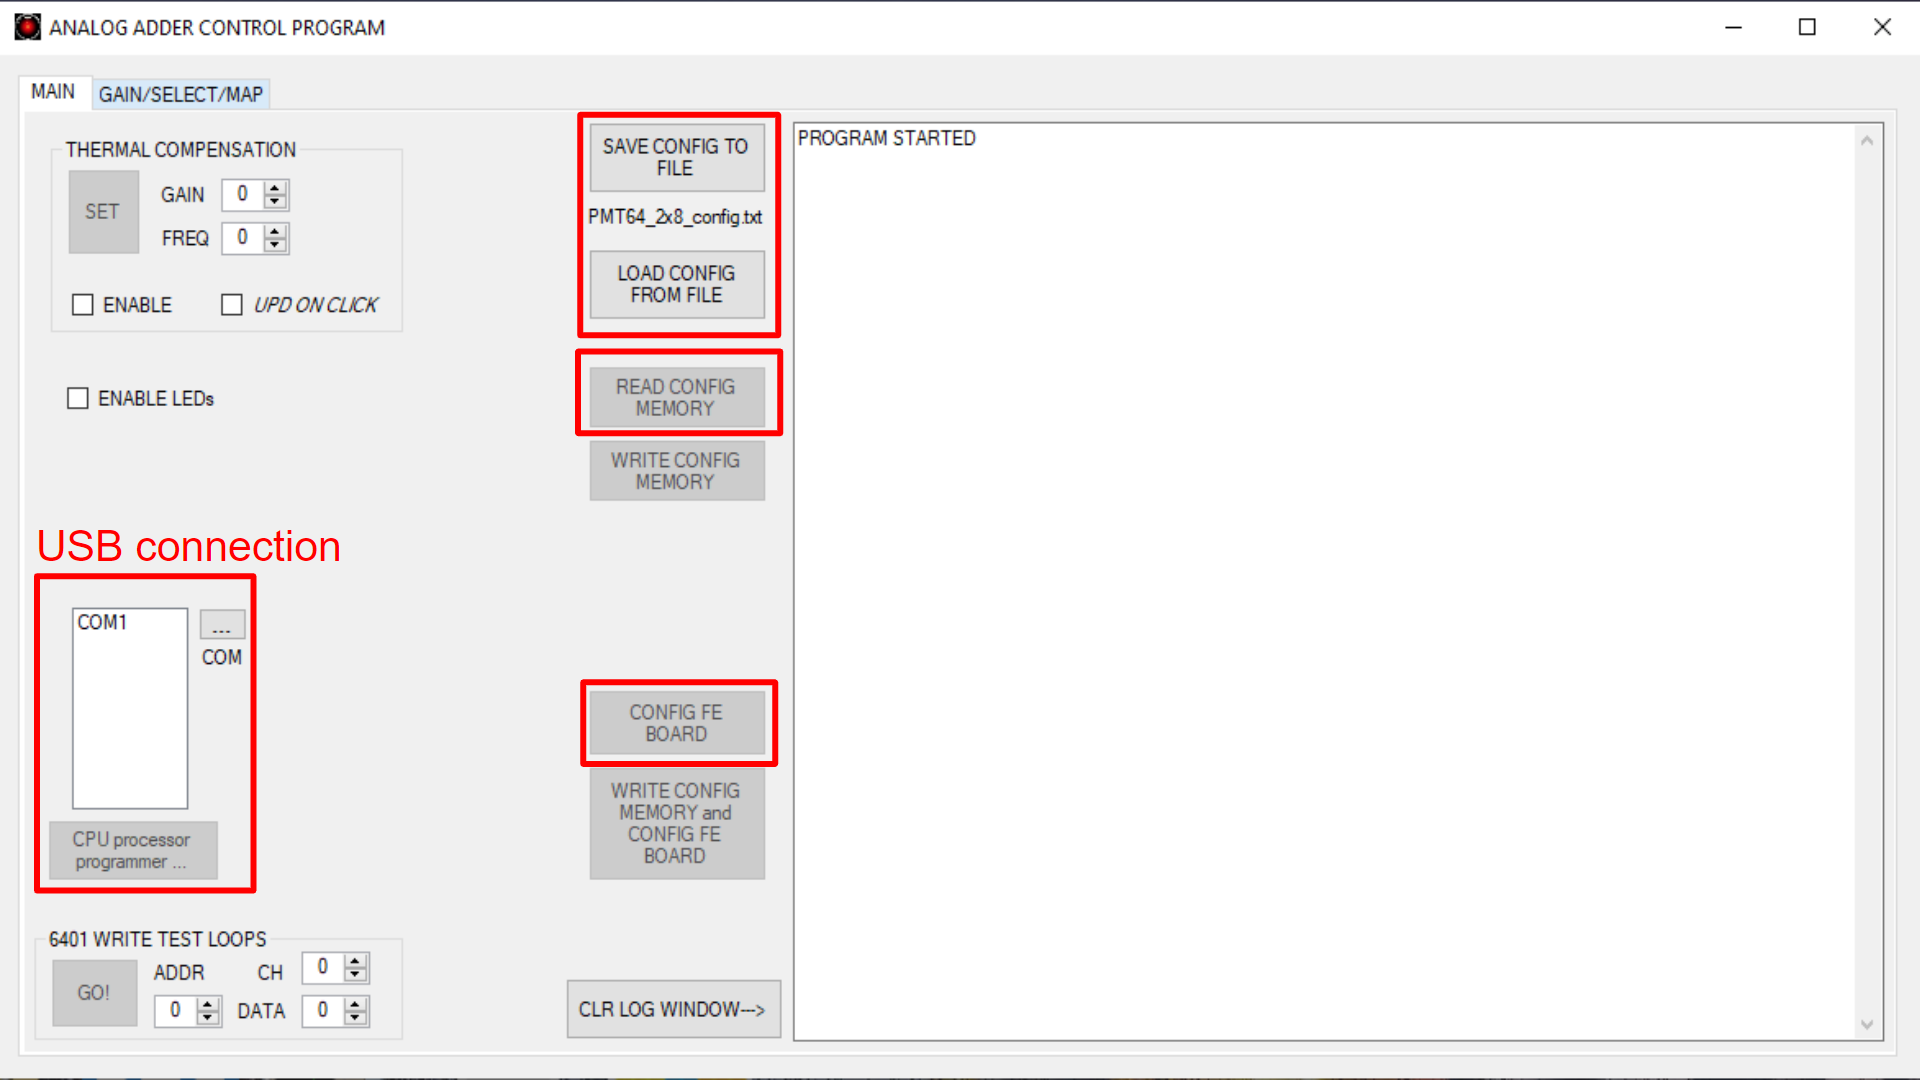 ANALOG ADDER CONTROL PROGRAM
MAIN
GAIN/SELECT/MAP
THERMAL COMPENSATION
SET
GAIN
0
FREQ
0
ENABLE
UPD ON CLICK
ENABLE LEDs
USB connection
COM1
...
COM
CPU processor
programmer ...
6401 WRITE TEST LOOPS
GO!
ADDR
CH
0
0
DATA
0
SAVE CONFIG TO
FILE
PMT64_2x8_config.txt
LOAD CONFIG
FROM FILE
READ CONFIG
MEMORY
WRITE CONFIG
MEMORY
CONFIG FE
BOARD
WRITE CONFIG
MEMORY and
CONFIG FE
BOARD
CLR LOG WINDOW--->
PROGRAM STARTED